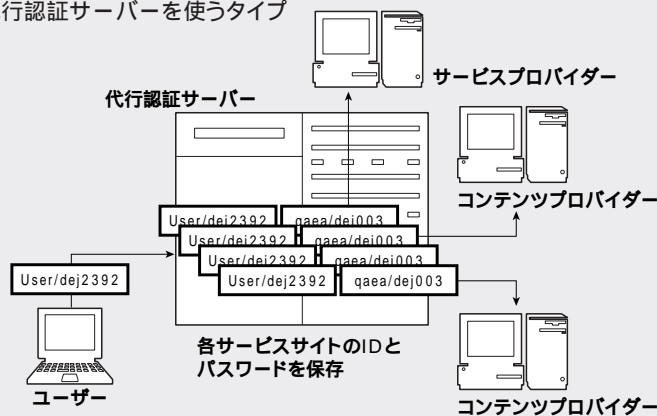 行認証サーバーを使うタイプ
サービスプロバイダー
代行認証サーバー
コンテンツプロバイダー
User/dej2392 qaea/dej003
User/dej2392 qaea/dej003
User/dej2392 qaea/dej003
User/dej2392 qaea/dej003
User/dej2392
各サービスサイトのIDと
パスワードを保存
ユーザー
コンテンツプロバイダー